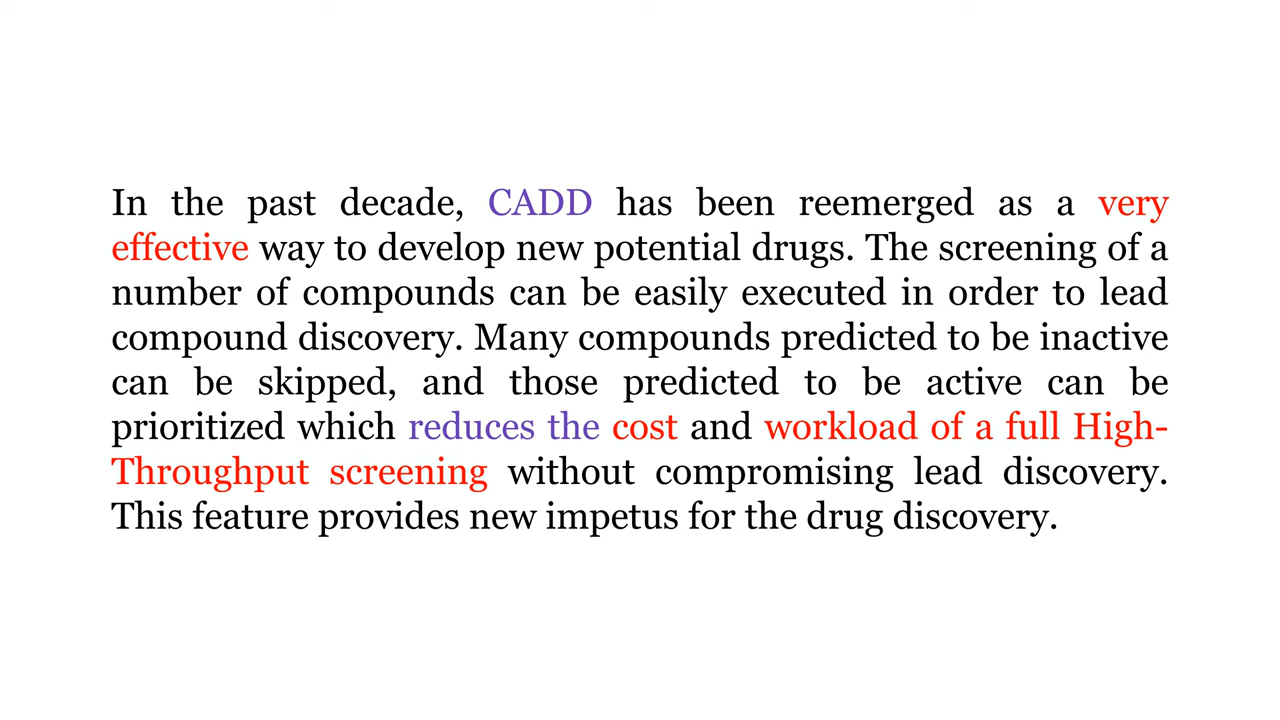 In the past decade, CADD has been reemerged as a very
effective way to develop new potential drugs. The screening of a
number of compounds can be easily executed in order to lead
compound discovery. Many compounds predicted to be inactive
can be skipped, and those predicted to be active can be
prioritized which reduces the cost and workload of a full High-
Throughput screening without compromising lead discovery.
This feature provides new impetus for the drug discovery.